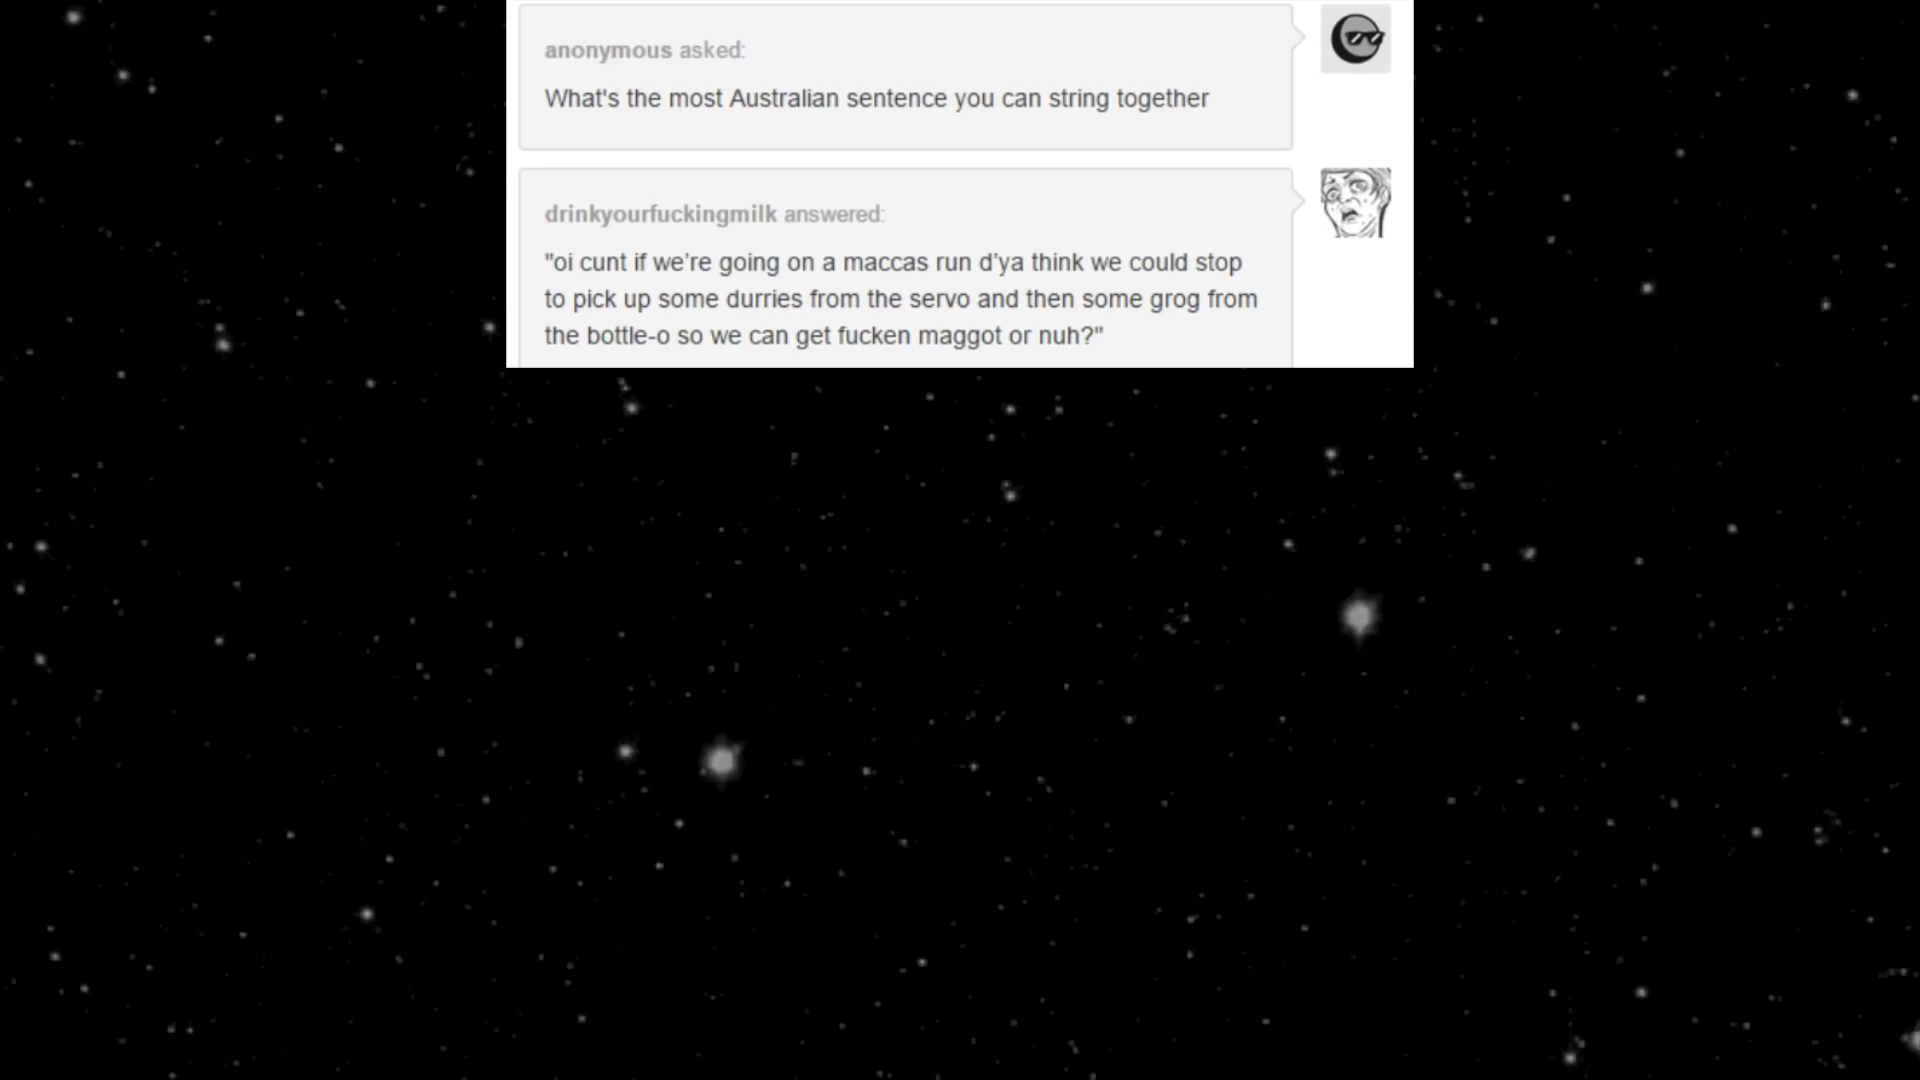 anonymous asked:
What's the most Australian sentence you can string together
drinkyourfuckingmilk answered:
"oi cunt if we're going on a maccas run d'ya think we could stop
to pick up some durries from the servo and then some grog from
the bottle-o so we can get fucken maggot or nuh?"